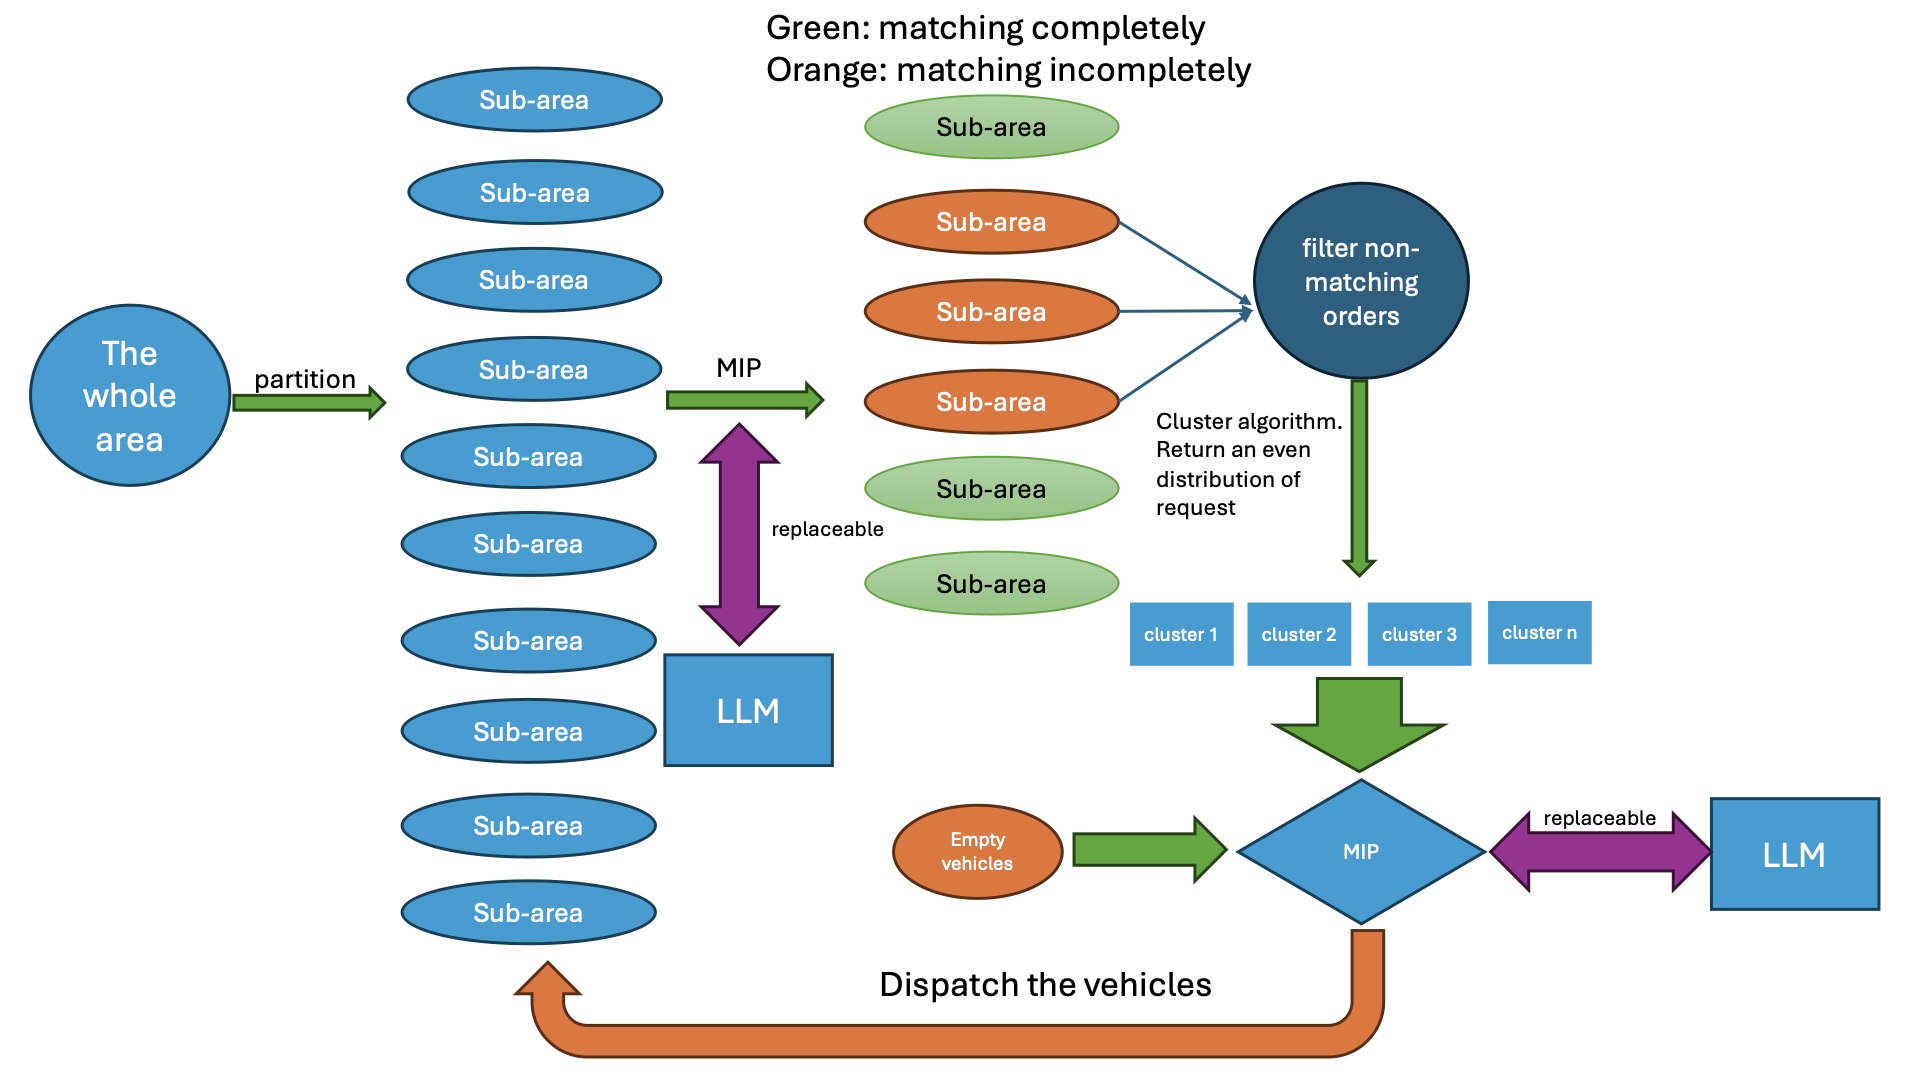 Green: matching completely
Orange: matching incompletely
The
whole
area
partition
Sub-area
Sub-area
Sub-area
Sub-area
Sub-area
Sub-area
Sub-area
Sub-area
Sub-area
Sub-area
MIP
replaceable
LLM
Sub-area
Sub-area
Sub-area
Sub-area
Sub-area
Sub-area
filter non-
matching
orders
Cluster algorithm.
Return an even
distribution of
request
cluster 1
cluster 2
cluster 3
cluster n
Empty
vehicles
MIP
replaceable
LLM
Dispatch the vehicles